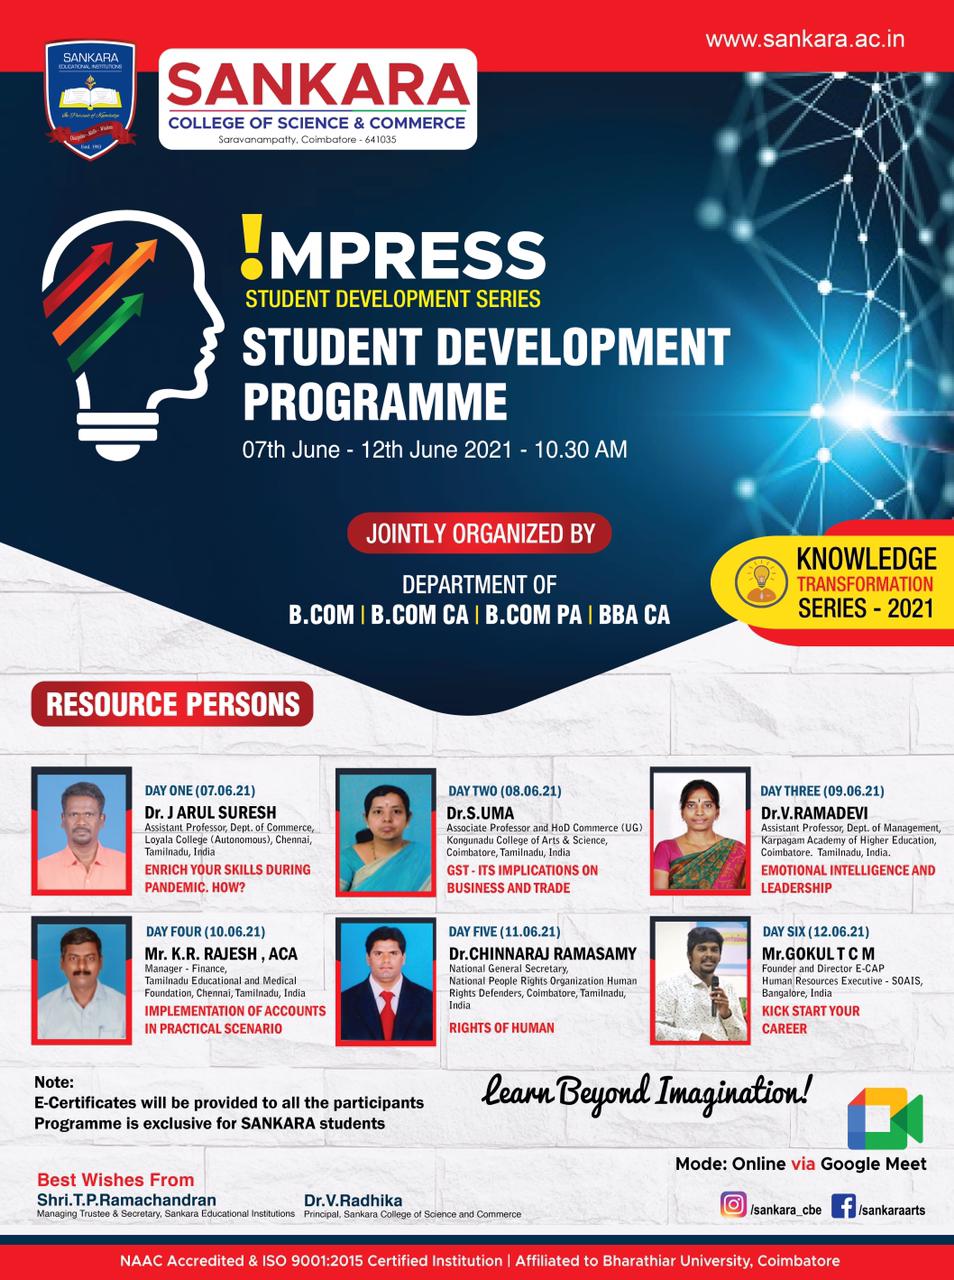 www.sankara.ac.in
SANKARA
EDUCATIONAL INSTITUTIONS
SANKARA
COLLEGE OF SCIENCE & COMMERCE
Saravanampatty, Coimbatore - 641035
!MPRESS
STUDENT DEVELOPMENT SERIES
STUDENT DEVELOPMENT
PROGRAMME
07th June - 12th June 2021 - 10.30 AM
JOINTLY ORGANIZED BY
DEPARTMENT OF
B.COM | B.COM CA | B.COM PA | BBA CA
KNOWLEDGE
TRANSFORMATION
SERIES - 2021
RESOURCE PERSONS
DAY ONE (07.06.21)
Dr. J ARUL SURESH
Assistant Professor, Dept. of Commerce,
Loyala College (Autonomous), Chennai,
Tamilnadu, India
ENRICH YOUR SKILLS DURING
PANDEMIC. HOW?
DAY TWO (08.06.21)
Dr.S.UMA
Associate Professor and HoD Commerce (UG)
Kongunadu College of Arts & Science,
Coimbatore, Tamilnadu, India
GST - ITS IMPLICATIONS ON
BUSINESS AND TRADE
DAY THREE (09.06.21)
Dr.V.RAMADEVI
Assistant Professor, Dept. of Management,
Karpagam Academy of Higher Education,
Coimbatore. Tamilnadu, India.
EMOTIONAL INTELLIGENCE AND
LEADERSHIP
DAY FOUR (10.06.21)
Mr. K.R. RAJESH , ACA
Manager - Finance,
Tamilnadu Educational and Medical
Foundation, Chennai, Tamilnadu, India
IMPLEMENTATION OF ACCOUNTS
IN PRACTICAL SCENARIO
DAY FIVE (11.06.21)
Dr.CHINNARAJ RAMASAMY
National General Secretary,
National People Rights Organization Human
Rights Defenders, Coimbatore, Tamilnadu,
India
RIGHTS OF HUMAN
DAY SIX (12.06.21)
Mr.GOKUL T C M
Founder and Director E-CAP
Human Resources Executive - SOAIS,
Bangalore, India
KICK START YOUR
CAREER
Note:
E-Certificates will be provided to all the participants
Programme is exclusive for SANKARA students
Learn Beyond Imagination!
Mode: Online via Google Meet
Best Wishes From
Shri.T.P.Ramachandran
Managing Trustee & Secretary, Sankara Educational Institutions
Dr.V.Radhika
Principal, Sankara College of Science and Commerce
/sankara_cbe
/sankaraarts
NAAC Accredited & ISO 9001:2015 Certified Institution | Affiliated to Bharathiar University, Coimbatore